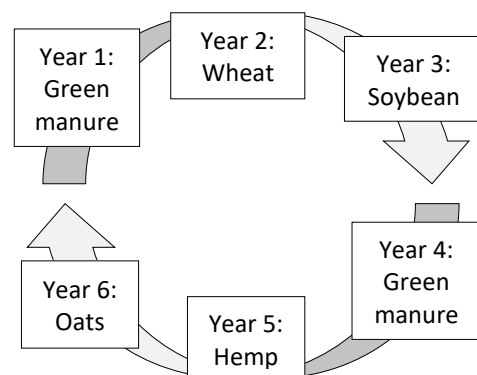 Year 1:
Green
manure
Year 2:
Wheat
Year 3:
Soybean
Year 4:
Green
manure
Year 5:
Hemp
Year 6:
Oats